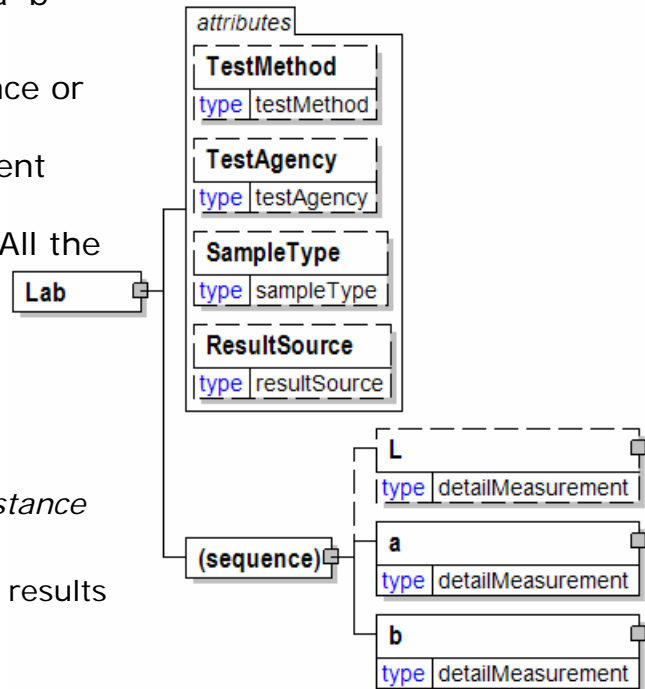 a b
attributes
TestMethod
type testMethod
nce or
TestAgency
ent
type testAgency
All the
SampleType
Lab
type sampleType
ResultSource
type resultSource
L
type detailMeasurement
stance
a
(sequence)
type detailMeasurement
results
b
type detailMeasurement